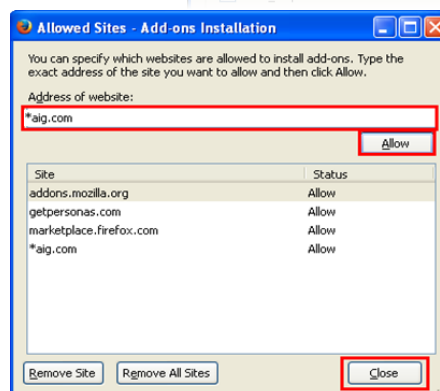 Allowed Sites - Add-ons Installation
You can specify which websites are allowed to install add-ons. Type the
exact address of the site you want to allow and then click Allow.
Address of website:
*aig.com
Allow
Site Status
addons.mozilla.org Allow
getpersonas.com Allow
marketplace.firefox.com Allow
*aig.com Allow
Remove Site Remove All Sites Close